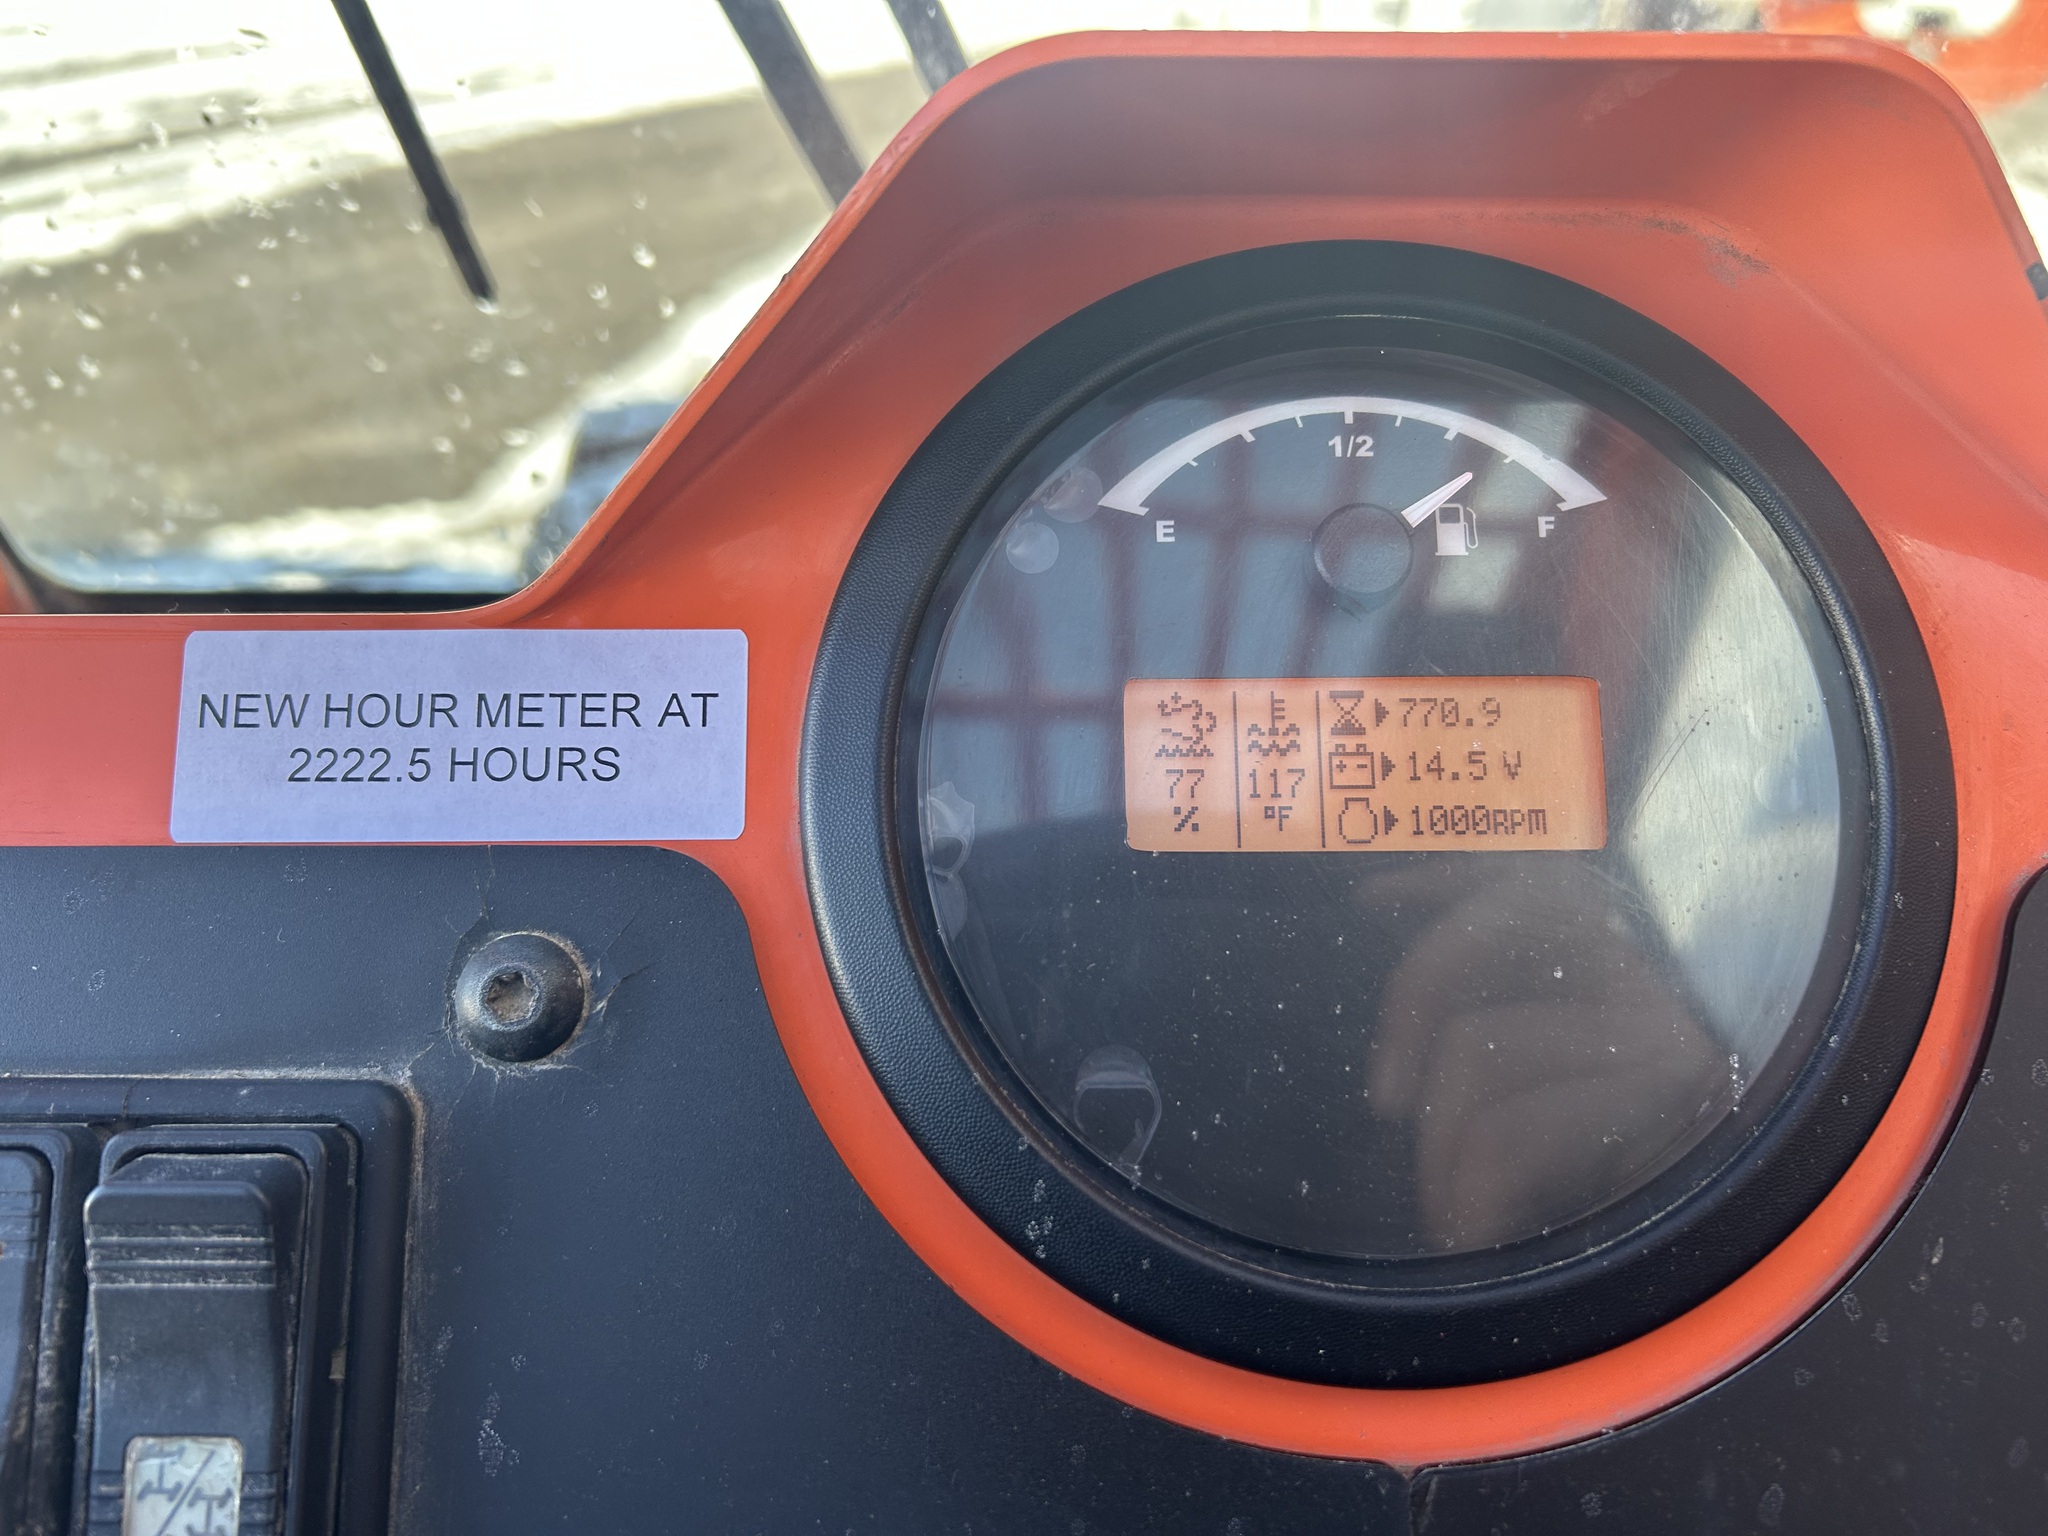 NEW HOUR METER AT
2222.5 HOURS
1/2
E F
77
%
117
°F
770.9
14.5 V
1000RPM